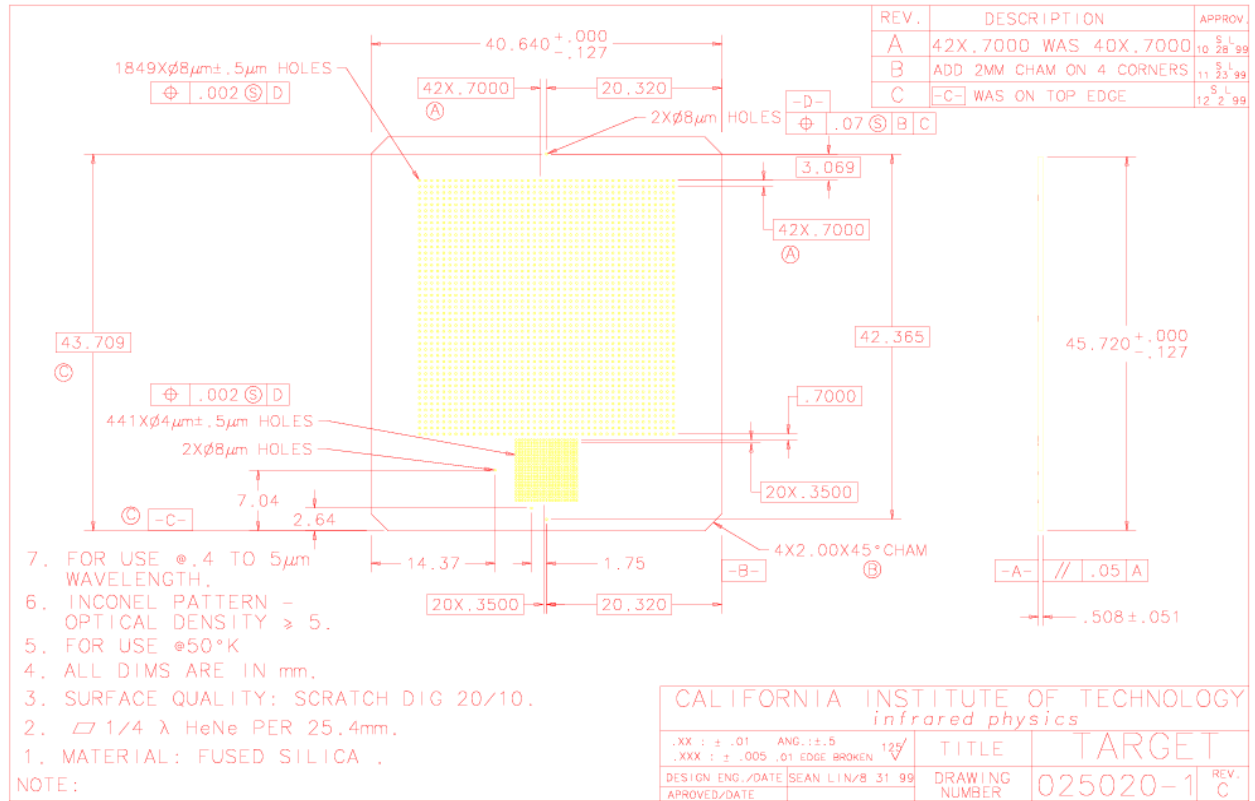 REV. DESCRIPTION APPROV.
A 42X.7000 WAS 40X.7000 S L 10 28 99
B ADD 2MM CHAM ON 4 CORNERS S L 11 23 99
C -C- WAS ON TOP EDGE S L 12 2 99
40.640 +.000 -.127
1849XØ8µm±.5µm HOLES
⌖ .002 Ⓢ D
42X.7000
Ⓐ
20.320
2XØ8µm HOLES
-D-
⌖ .07 Ⓢ B C
3.069
42X.7000
Ⓐ
43.709
Ⓒ
42.365
45.720 +.000 -.127
⌖ .002 Ⓢ D
441XØ4µm±.5µm HOLES
2XØ8µm HOLES
.7000
20X.3500
7.04
2.64
Ⓒ -C-
14.37
1.75
-B-
4X2.00X45°CHAM
Ⓑ
20X.3500
20.320
-A- // .05 A
.508±.051
7. FOR USE @.4 TO 5µm
WAVELENGTH.
6. INCONEL PATTERN -
OPTICAL DENSITY ≥ 5.
5. FOR USE @50°K
4. ALL DIMS ARE IN mm.
3. SURFACE QUALITY: SCRATCH DIG 20/10.
2. ▱ 1/4 λ HeNe PER 25.4mm.
1. MATERIAL: FUSED SILICA .
NOTE:
CALIFORNIA INSTITUTE OF TECHNOLOGY
infrared physics
.XX : ± .01 ANG.:±.5
.XXX : ± .005 .01 EDGE BROKEN 125/
TITLE TARGET
DESIGN ENG./DATE SEAN LIN/8 31 99
APROVED/DATE
DRAWING NUMBER 025020-1 REV. C